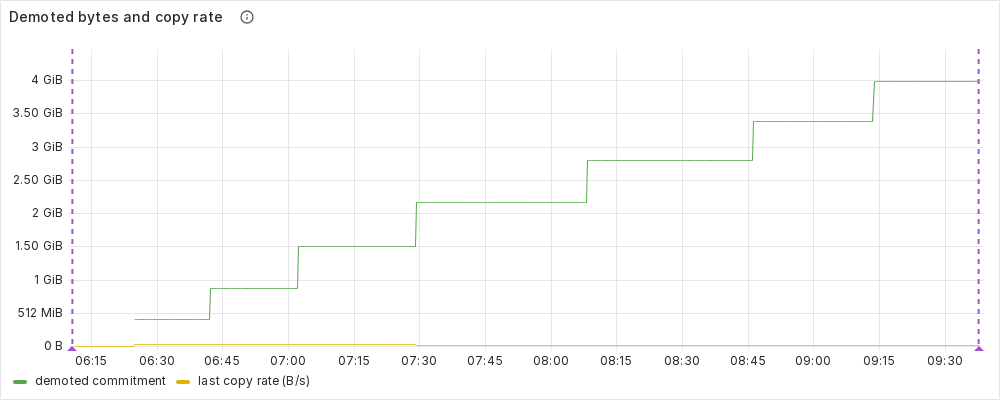 Demoted bytes and copy rate
4 GiB
3.50 GiB
3 GiB
2.50 GiB
2 GiB
1.50 GiB
1 GiB
512 MiB
0 B
06:15 06:30 06:45 07:00 07:15 07:30 07:45 08:00 08:15 08:30 08:45 09:00 09:15 09:30
demoted commitment last copy rate (B/s)